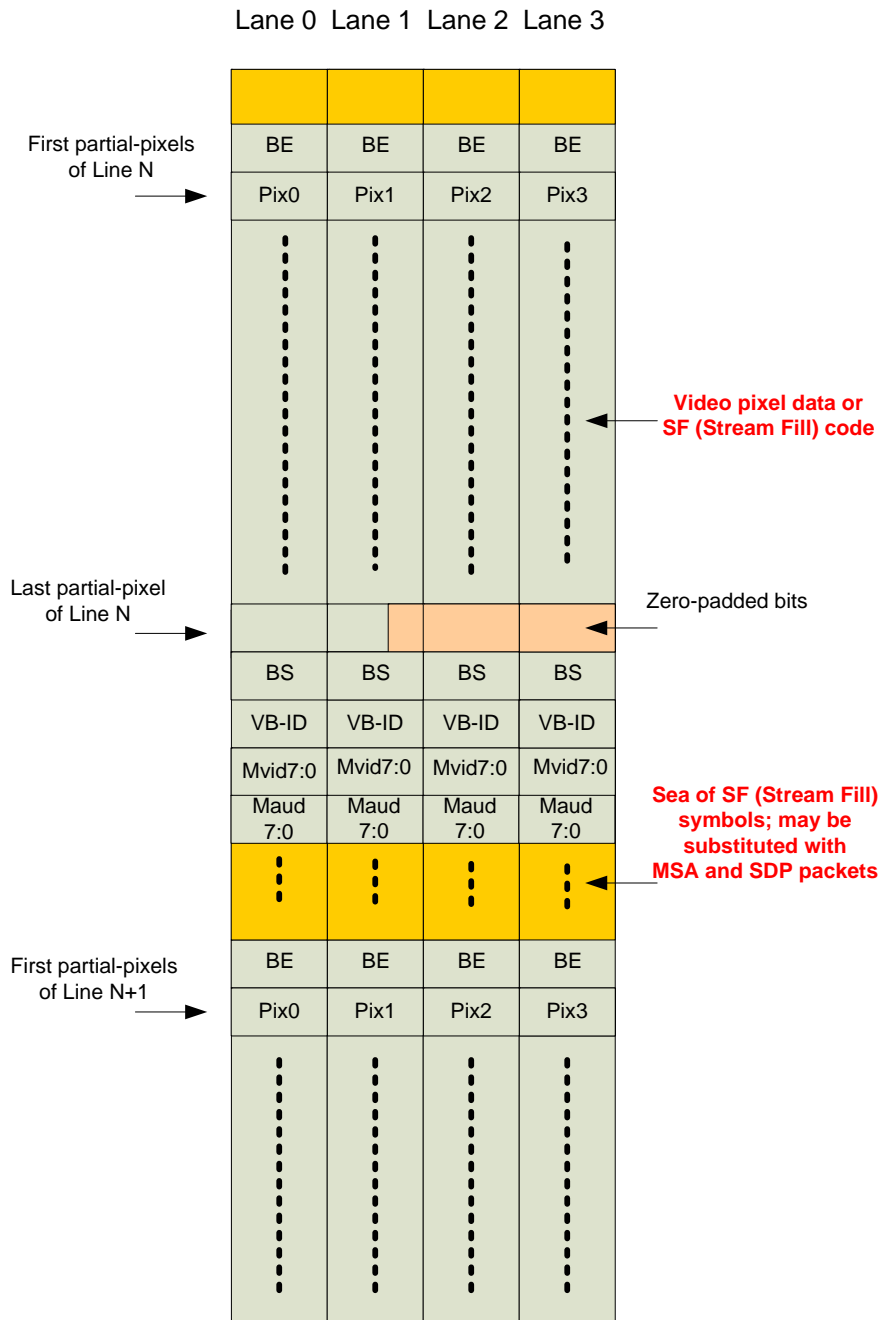 Lane 0 Lane 1 Lane 2 Lane 3
First partial-pixels
of Line N
BE BE BE BE
Pix0 Pix1 Pix2 Pix3
Video pixel data or
SF (Stream Fill) code
Last partial-pixel
of Line N
Zero-padded bits
BS BS BS BS
VB-ID VB-ID VB-ID VB-ID
Mvid7:0 Mvid7:0 Mvid7:0 Mvid7:0
Maud Maud Maud Maud
7:0 7:0 7:0 7:0
Sea of SF (Stream Fill)
symbols; may be
substituted with
MSA and SDP packets
First partial-pixels
of Line N+1
BE BE BE BE
Pix0 Pix1 Pix2 Pix3